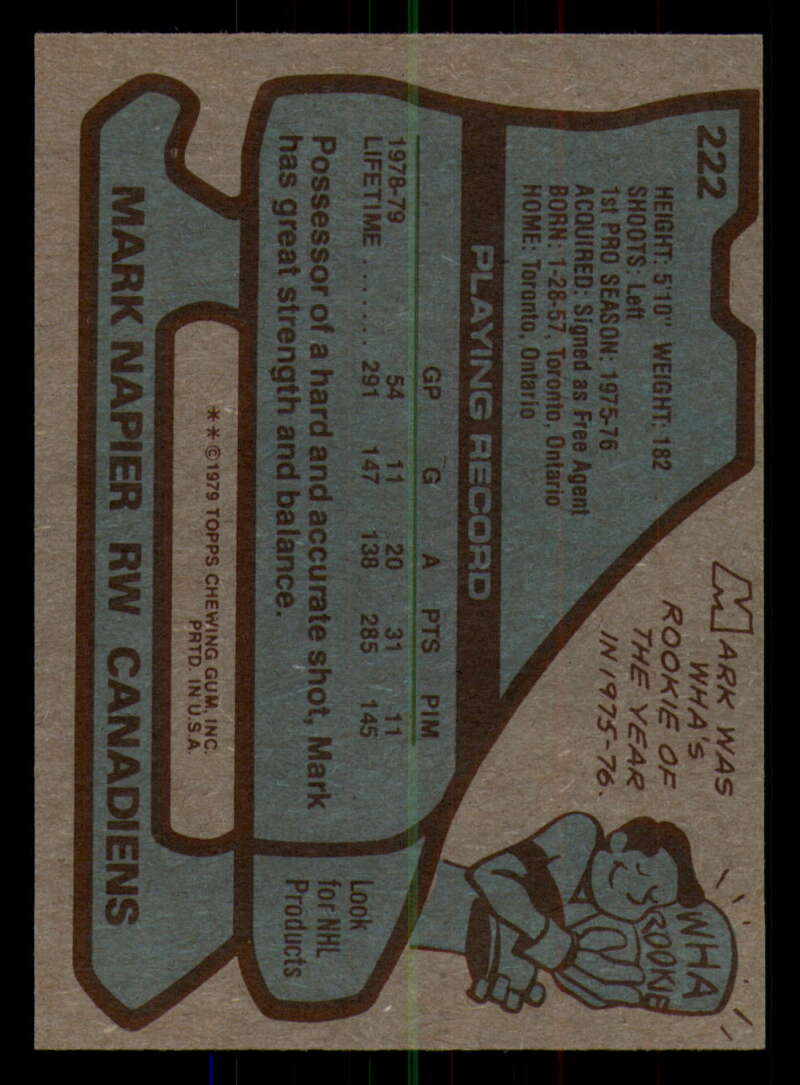 222
HEIGHT: 5'10" WEIGHT: 182
SHOOTS: Left
1st PRO SEASON: 1975-76
ACQUIRED: Signed as Free Agent
BORN: 1-28-57, Toronto, Ontario
HOME: Toronto, Ontario
MARK WAS
WHA'S
ROOKIE OF
THE YEAR
IN 1975-76.
WHA
ROOKIE
PLAYING RECORD
GP G A PTS PIM
1978-79 54 11 20 31 11
LIFETIME ........ 291 147 138 285 145
Possessor of a hard and accurate shot, Mark
has great strength and balance.
Look
for NHL
Products
**©1979 TOPPS CHEWING GUM, INC.
PRTD. IN U.S.A.
MARK NAPIER RW CANADIENS